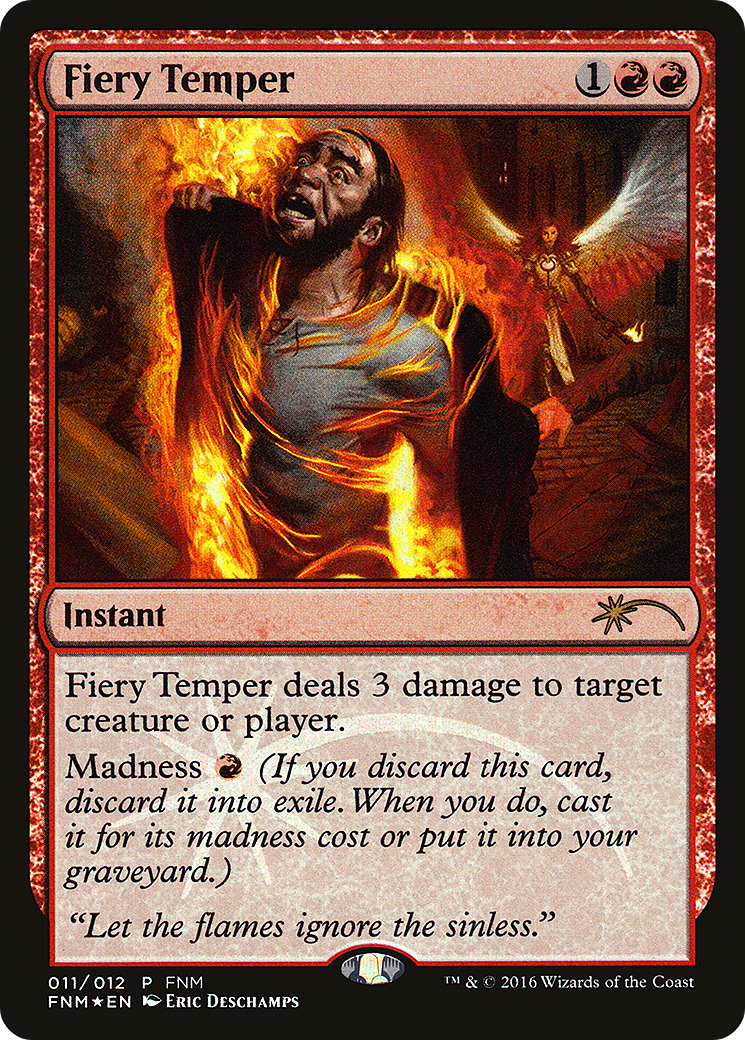 Fiery Temper 1
Instant
Fiery Temper deals 3 damage to target
creature or player.
Madness (If you discard this card,
discard it into exile. When you do, cast
it for its madness cost or put it into your
graveyard.)
“Let the flames ignore the sinless.”
011/012 P FNM
FNM★EN Eric Deschamps
™ & © 2016 Wizards of the Coast